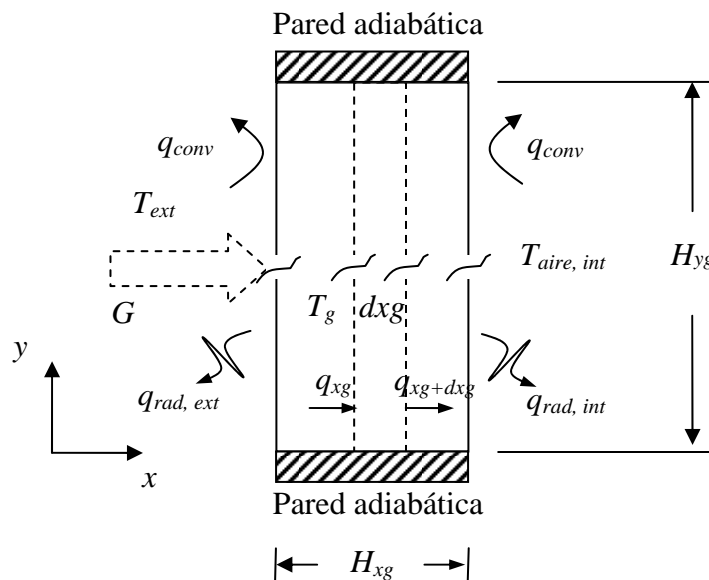 Pared adiabática
q_conv
q_conv
T_ext
T_aire, int
H_yg
G
T_g
dxg
y
q_xg
q_xg+dxg
q_rad, ext
q_rad, int
x
Pared adiabática
H_xg